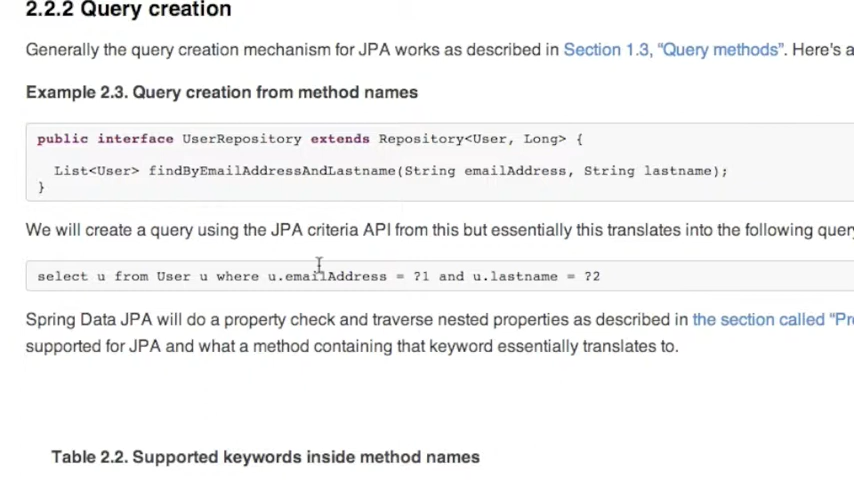 2.2.2 Query creation
Generally the query creation mechanism for JPA works as described in Section 1.3, “Query methods”. Here's a
Example 2.3. Query creation from method names
public interface UserRepository extends Repository<User, Long> {
List<User> findByEmailAddressAndLastname(String emailAddress, String lastname);
}
We will create a query using the JPA criteria API from this but essentially this translates into the following query
select u from User u where u.emailAddress = ?1 and u.lastname = ?2
Spring Data JPA will do a property check and traverse nested properties as described in the section called “Pr
supported for JPA and what a method containing that keyword essentially translates to.
Table 2.2. Supported keywords inside method names